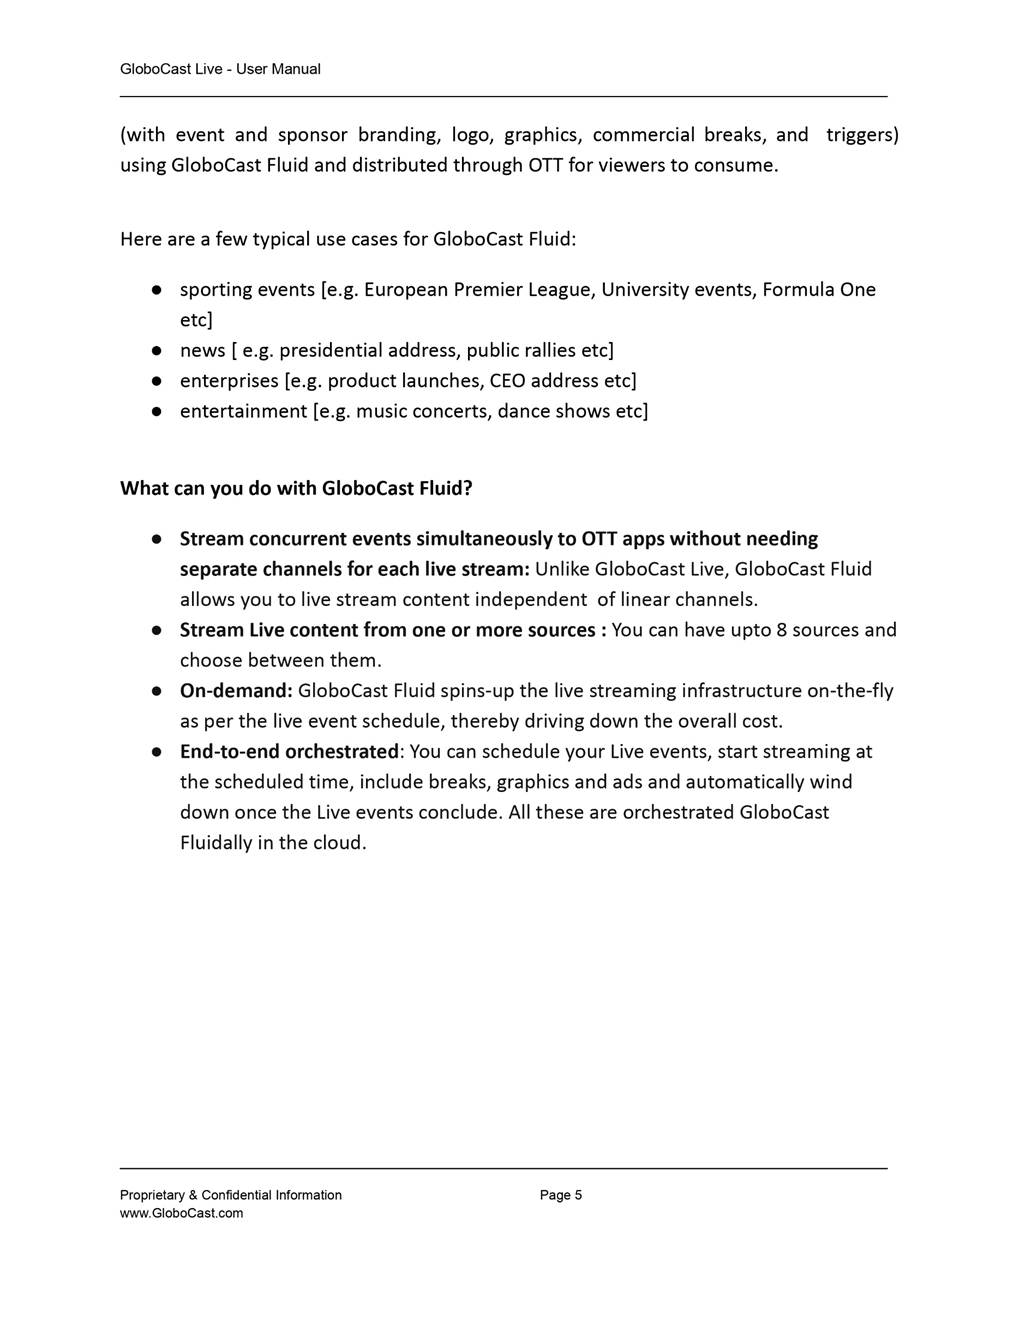 GloboCast Live - User Manual
(with event and sponsor branding, logo, graphics, commercial breaks, and  triggers)
using GloboCast Fluid and distributed through OTT for viewers to consume.
Here are a few typical use cases for GloboCast Fluid:
● sporting events [e.g. European Premier League, University events, Formula One
etc]
● news [ e.g. presidential address, public rallies etc]
● enterprises [e.g. product launches, CEO address etc]
● entertainment [e.g. music concerts, dance shows etc]
What can you do with GloboCast Fluid?
● Stream concurrent events simultaneously to OTT apps without needing
separate channels for each live stream: Unlike GloboCast Live, GloboCast Fluid
allows you to live stream content independent  of linear channels.
● Stream Live content from one or more sources : You can have upto 8 sources and
choose between them.
● On-demand: GloboCast Fluid spins-up the live streaming infrastructure on-the-fly
as per the live event schedule, thereby driving down the overall cost.
● End-to-end orchestrated: You can schedule your Live events, start streaming at
the scheduled time, include breaks, graphics and ads and automatically wind
down once the Live events conclude. All these are orchestrated GloboCast
Fluidally in the cloud.
Proprietary & Confidential Information Page 5
www.GloboCast.com